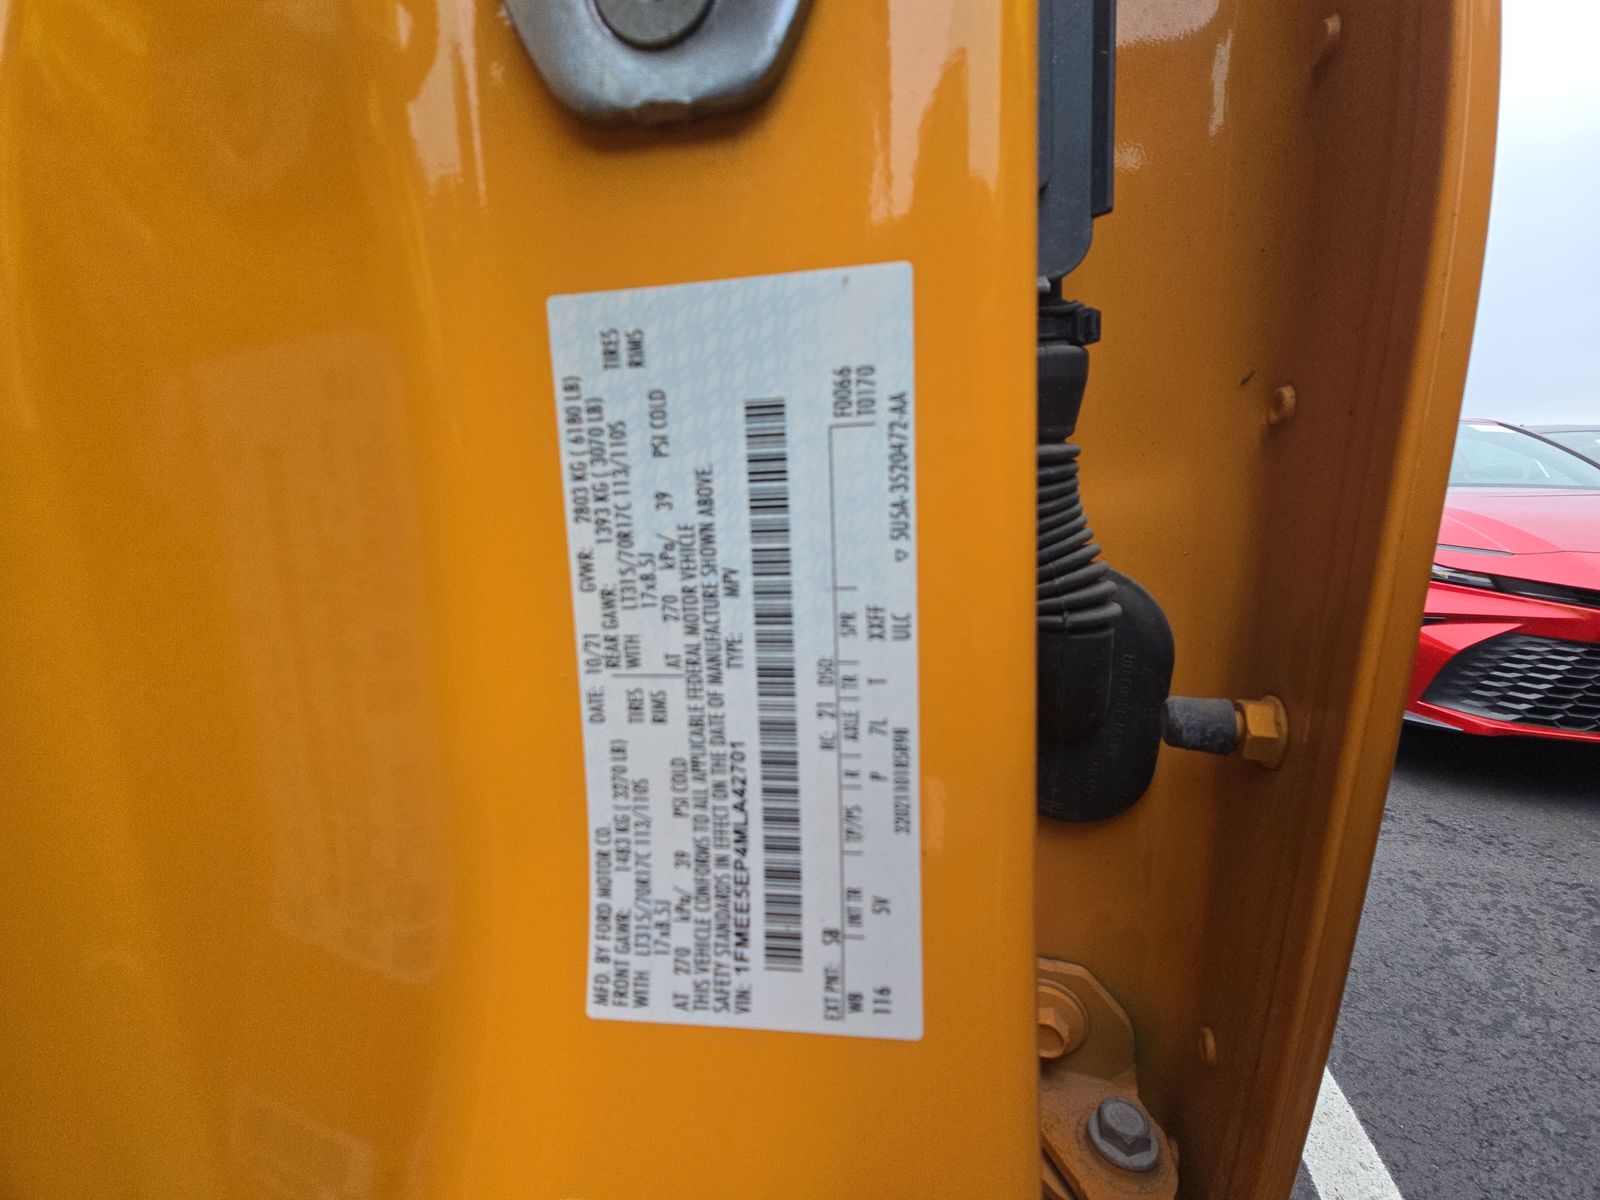 MFD. BY FORD MOTOR CO.
DATE: 10/21 GVWR: 2803 KG ( 6180 LB)
FRONT GAWR: 1483 KG ( 3270 LB)
REAR GAWR: 1393 KG ( 3070 LB)
WITH LT315/70R17C 113/110S TIRES
WITH LT315/70R17C 113/110S TIRES
17x8.5J RIMS
17x8.5J RIMS
AT 270 kPa/ 39 PSI COLD
AT 270 kPa/ 39 PSI COLD
THIS VEHICLE CONFORMS TO ALL APPLICABLE FEDERAL MOTOR VEHICLE
SAFETY STANDARDS IN EFFECT ON THE DATE OF MANUFACTURE SHOWN ABOVE.
VIN: 1FMEE5EP4MLA42701
TYPE: MPV
EXT PNT: SB RC: 21 DSO: F0066
WB INT TR TP/PS R AXLE TR SPR T0170
116 5V P 7L T XXFF
ULC 5U5A-3520472-AA